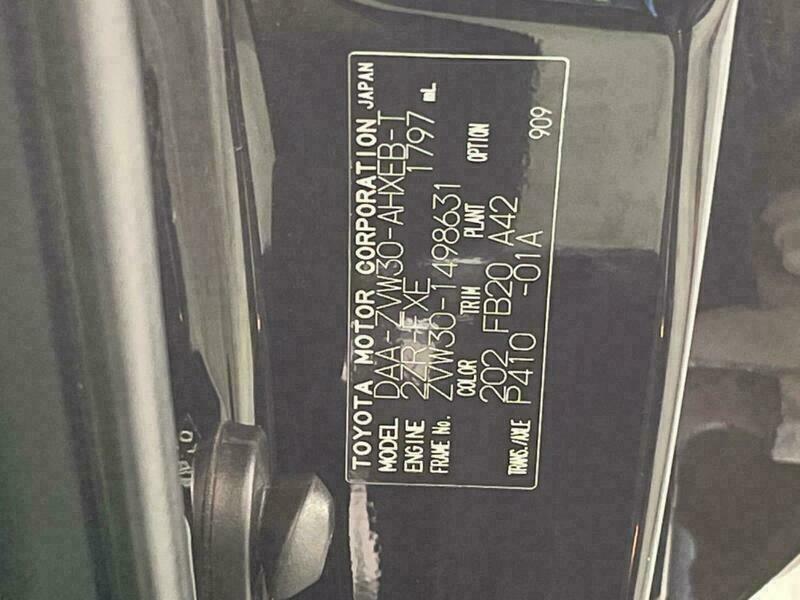 TOYOTA MOTOR CORPORATION JAPAN
MODEL DAA-ZVW30-AHXEB-T
ENGINE 2ZR-FXE 1797 mL
FRAME No. ZVW30-1498631
COLOR TRIM PLANT OPTION
202 FB20 A42
TRANS./AXLE P410 -01A
909